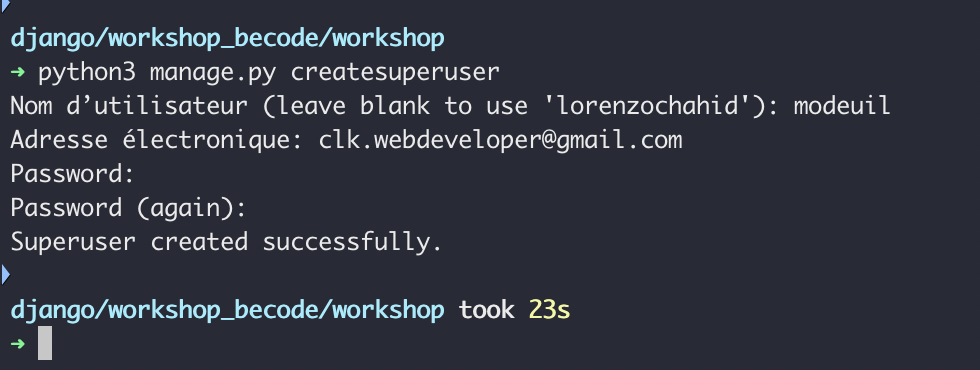 django/workshop_becode/workshop
➜ python3 manage.py createsuperuser
Nom d’utilisateur (leave blank to use 'lorenzochahid'): modeuil
Adresse électronique: clk.webdeveloper@gmail.com
Password:
Password (again):
Superuser created successfully.
django/workshop_becode/workshop took 23s
➜